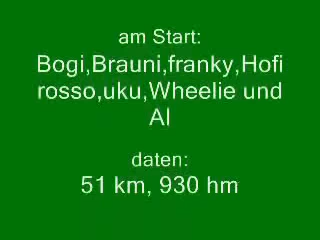 am Start:
Bogi,Brauni,franky,Hofi
rosso,uku,Wheelie und
Al
daten:
51 km, 930 hm